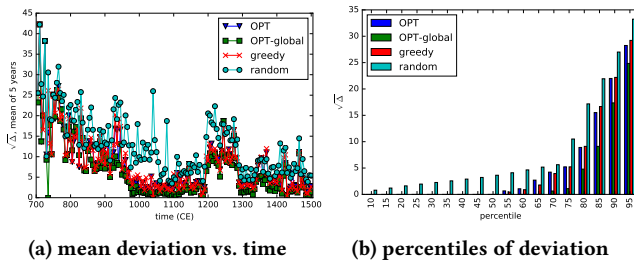 45
40
35
30
25
20
15
10
5
0
√Δ, mean of 5 years
OPT
OPT-global
greedy
random
700 800 900 1000 1100 1200 1300 1400 1500
time (CE)
(a) mean deviation vs. time
35
30
25
20
15
10
5
0
√Δ
OPT
OPT-global
greedy
random
10 15 20 25 30 35 40 45 50 55 60 65 70 75 80 85 90 95
percentile
(b) percentiles of deviation